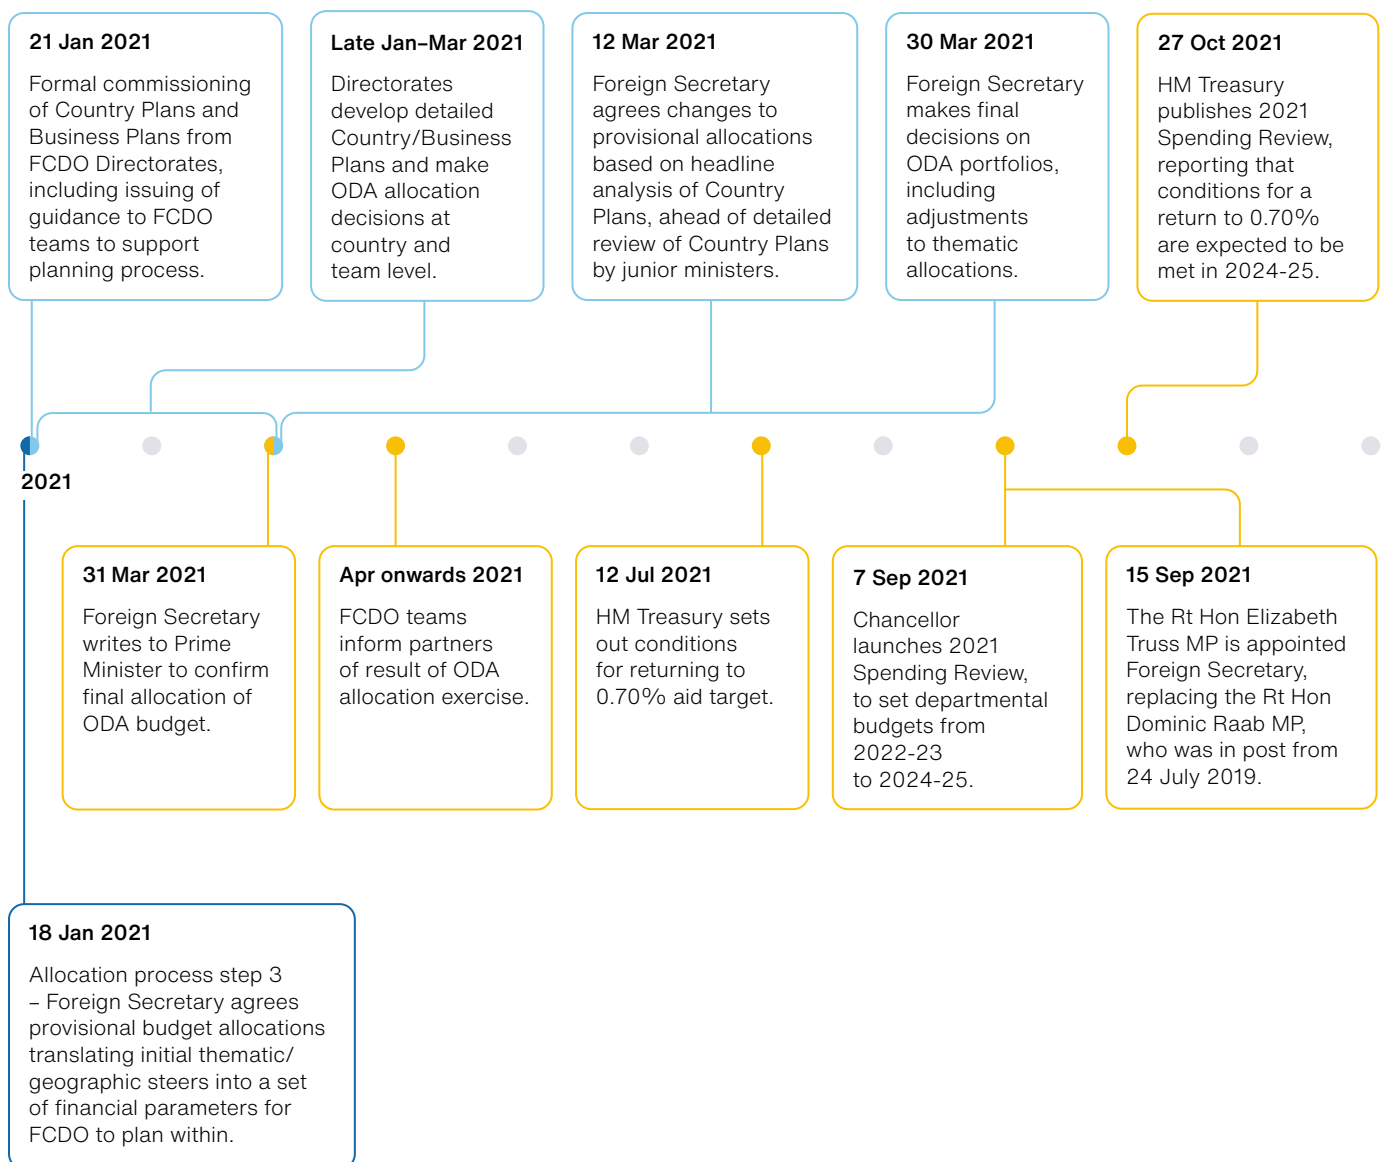 21 Jan 2021
Formal commissioning
of Country Plans and
Business Plans from
FCDO Directorates,
including issuing of
guidance to FCDO
teams to support
planning process.
Late Jan–Mar 2021
Directorates
develop detailed
Country/Business
Plans and make
ODA allocation
decisions at
country and
team level.
12 Mar 2021
Foreign Secretary
agrees changes to
provisional allocations
based on headline
analysis of Country
Plans, ahead of detailed
review of Country Plans
by junior ministers.
30 Mar 2021
Foreign Secretary
makes final
decisions on
ODA portfolios,
including
adjustments
to thematic
allocations.
27 Oct 2021
HM Treasury
publishes 2021
Spending Review,
reporting that
conditions for a
return to 0.70%
are expected to be
met in 2024-25.
2021
31 Mar 2021
Foreign Secretary
writes to Prime
Minister to confirm
final allocation of
ODA budget.
Apr onwards 2021
FCDO teams
inform partners
of result of ODA
allocation exercise.
12 Jul 2021
HM Treasury sets
out conditions
for returning to
0.70% aid target.
7 Sep 2021
Chancellor
launches 2021
Spending Review,
to set departmental
budgets from
2022-23
to 2024-25.
15 Sep 2021
The Rt Hon Elizabeth
Truss MP is appointed
Foreign Secretary,
replacing the Rt Hon
Dominic Raab MP,
who was in post from
24 July 2019.
18 Jan 2021
Allocation process step 3
– Foreign Secretary agrees
provisional budget allocations
translating initial thematic/
geographic steers into a set
of financial parameters for
FCDO to plan within.